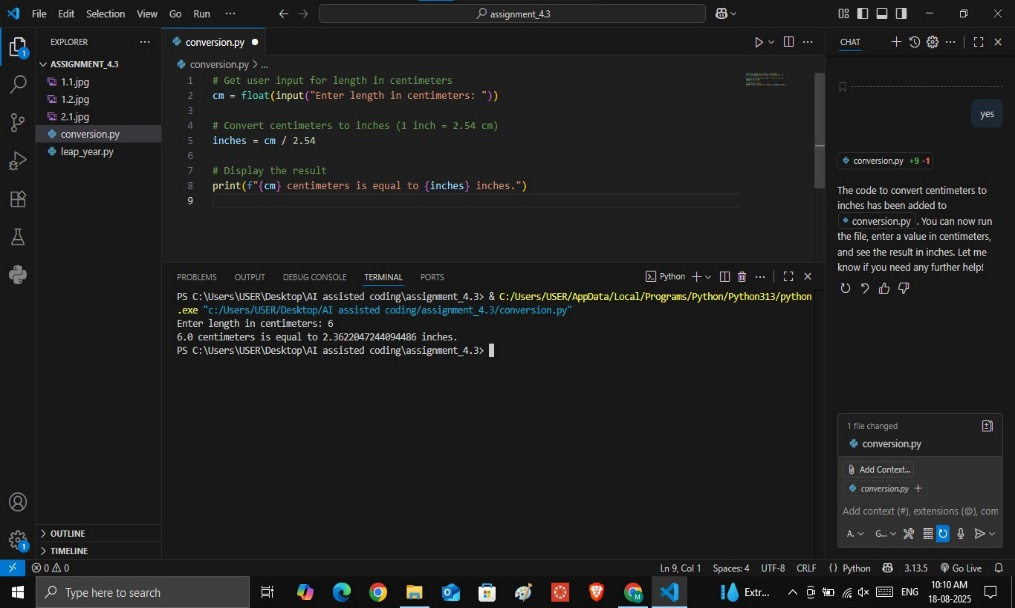 File Edit Selection View Go Run ... assignment_4.3
EXPLORER ...
ASSIGNMENT_4.3
1.1.jpg
1.2.jpg
2.1.jpg
conversion.py
leap_year.py
OUTLINE
TIMELINE
conversion.py
conversion.py > ...
1 # Get user input for length in centimeters
2 cm = float(input("Enter length in centimeters: "))
3
4 # Convert centimeters to inches (1 inch = 2.54 cm)
5 inches = cm / 2.54
6
7 # Display the result
8 print(f"{cm} centimeters is equal to {inches} inches.")
9
PROBLEMS OUTPUT DEBUG CONSOLE TERMINAL PORTS Python
PS C:\Users\USER\Desktop\AI assisted coding\assignment_4.3> & C:/Users/USER/AppData/Local/Programs/Python/Python313/python
.exe "c:/Users/USER/Desktop/AI assisted coding/assignment_4.3/conversion.py"
Enter length in centimeters: 6
6.0 centimeters is equal to 2.3622047244094486 inches.
PS C:\Users\USER\Desktop\AI assisted coding\assignment_4.3>
CHAT
yes
conversion.py +9 -1
The code to convert centimeters to
inches has been added to
conversion.py . You can now run
the file, enter a value in centimeters,
and see the result in inches. Let me
know if you need any further help!
1 file changed
conversion.py
Add Context...
conversion.py +
Add context (#), extensions (@), com
A. G...
0 0 Ln 9, Col 1 Spaces: 4 UTF-8 CRLF {} Python 3.13.5 Go Live
Type here to search Extr... ENG 10:10 AM
18-08-2025